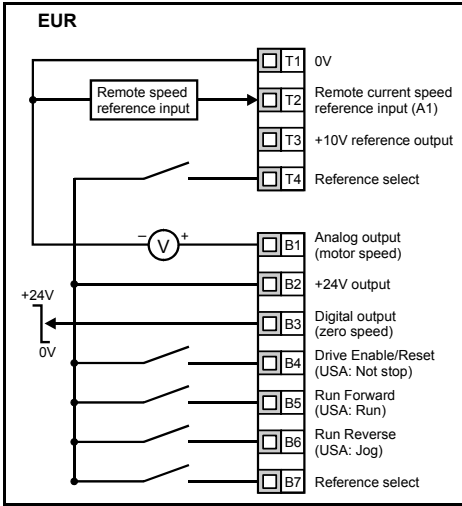 EUR
T1 0V
Remote speed
reference input
T2 Remote current speed
reference input (A1)
T3 +10V reference output
T4 Reference select
− V +
B1 Analog output
(motor speed)
B2 +24V output
+24V
0V
B3 Digital output
(zero speed)
B4 Drive Enable/Reset
(USA: Not stop)
B5 Run Forward
(USA: Run)
B6 Run Reverse
(USA: Jog)
B7 Reference select